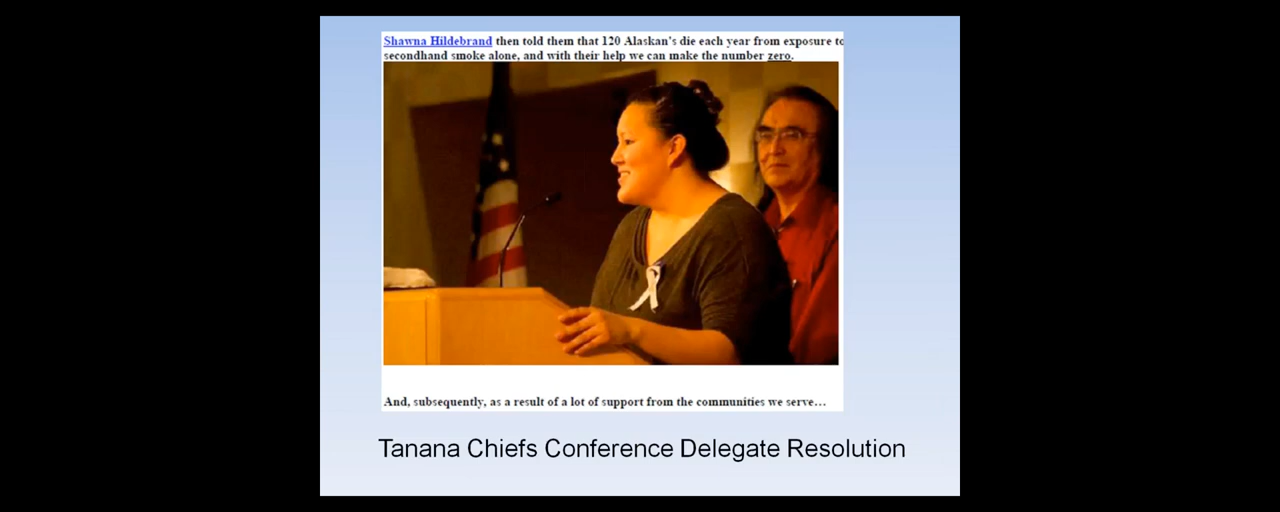 Shawna Hildebrand then told them that 120 Alaskan's die each year from exposure to
secondhand smoke alone, and with their help we can make the number zero.
And, subsequently, as a result of a lot of support from the communities we serve…
Tanana Chiefs Conference Delegate Resolution